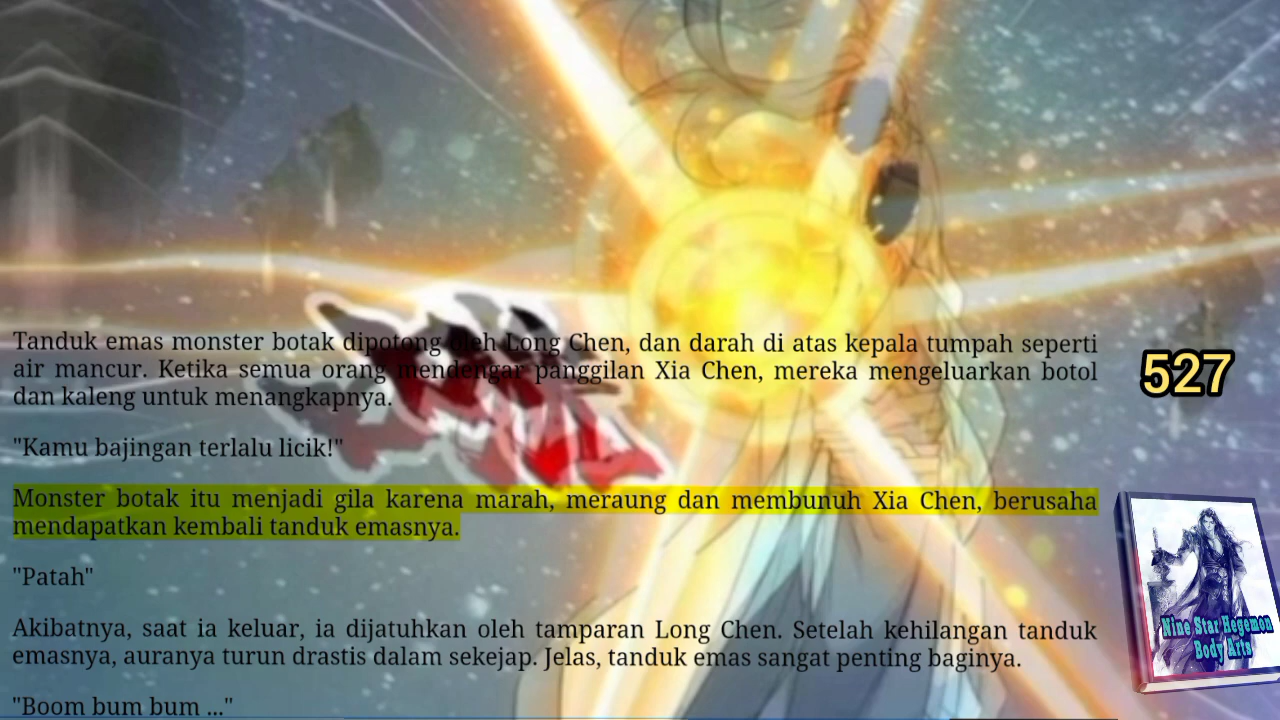 Tanduk emas monster botak dipotong oleh Long Chen, dan darah di atas kepala tumpah seperti
air mancur. Ketika semua orang mendengar panggilan Xia Chen, mereka mengeluarkan botol
dan kaleng untuk menangkapnya.
"Kamu bajingan terlalu licik!"
Monster botak itu menjadi gila karena marah, meraung dan membunuh Xia Chen, berusaha
mendapatkan kembali tanduk emasnya.
"Patah"
Akibatnya, saat ia keluar, ia dijatuhkan oleh tamparan Long Chen. Setelah kehilangan tanduk
emasnya, auranya turun drastis dalam sekejap. Jelas, tanduk emas sangat penting baginya.
"Boom bum bum ..."
527
Nine Star Hegemon
Body Arts